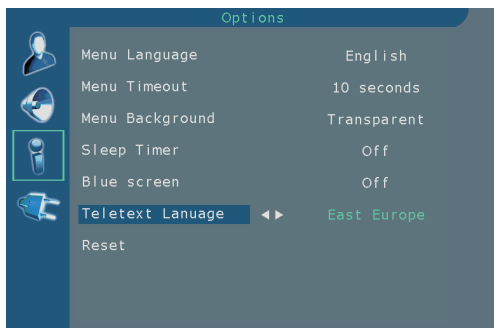 Options
Menu Language English
Menu Timeout 10 seconds
Menu Background Transparent
Sleep Timer Off
Blue screen Off
Teletext Lanuage East Europe
Reset